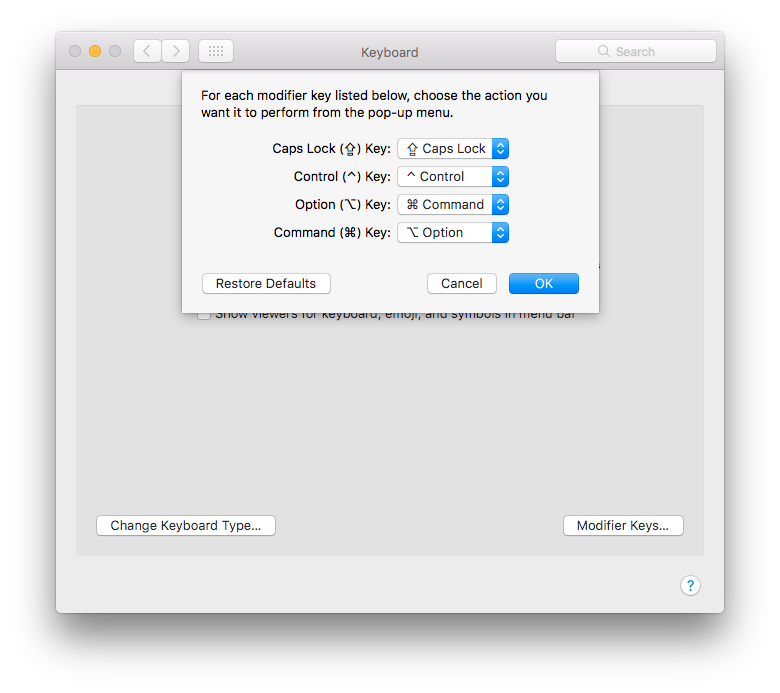 Keyboard
Search
For each modifier key listed below, choose the action you
want it to perform from the pop-up menu.
Caps Lock (⇪) Key: ⇪ Caps Lock
Control (^) Key: ^ Control
Option (⌥) Key: ⌘ Command
Command (⌘) Key: ⌥ Option
Restore Defaults Cancel OK
Show viewers for keyboard, emoji, and symbols in menu bar
Change Keyboard Type... Modifier Keys...
?